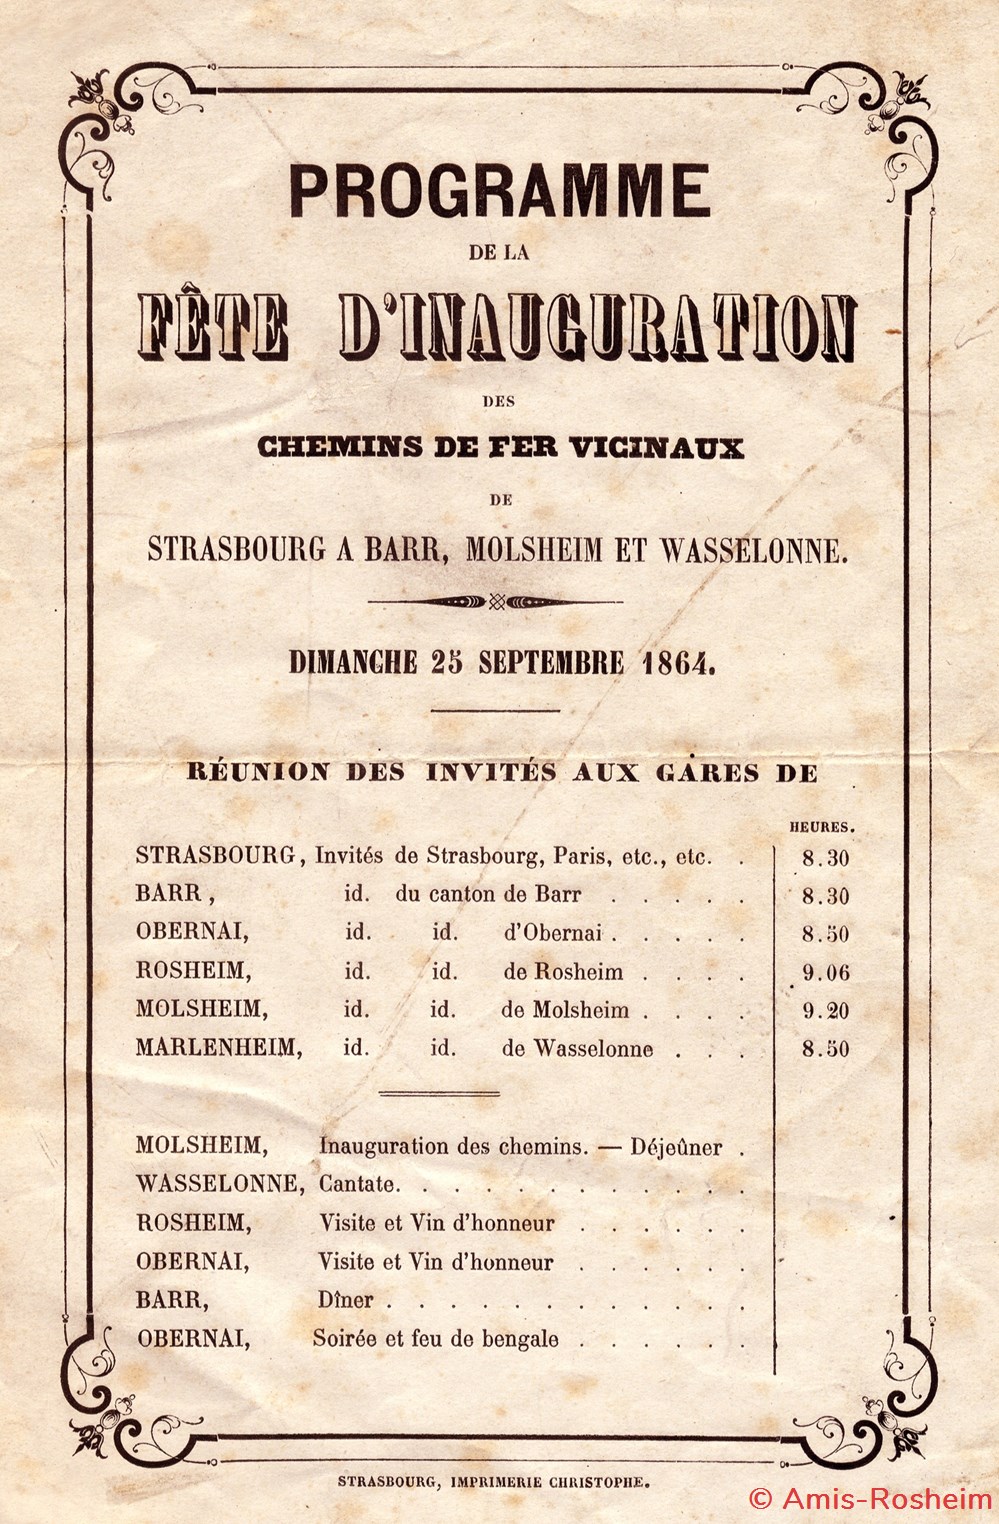 PROGRAMME
DE LA
FÊTE D'INAUGURATION
DES
CHEMINS DE FER VICINAUX
DE
STRASBOURG A BARR, MOLSHEIM ET WASSELONNE.
DIMANCHE 25 SEPTEMBRE 1864.
RÉUNION DES INVITÉS AUX GARES DE
HEURES.
STRASBOURG, Invités de Strasbourg, Paris, etc., etc. . 8.30
BARR, id. du canton de Barr . . . . . 8.30
OBERNAI, id. id. d'Obernai . . . . . 8.50
ROSHEIM, id. id. de Rosheim . . . . 9.06
MOLSHEIM, id. id. de Molsheim . . . . 9.20
MARLENHEIM, id. id. de Wasselonne . . . 8.50
MOLSHEIM, Inauguration des chemins. — Déjeûner .
WASSELONNE, Cantate. . . . . . . . . . . .
ROSHEIM, Visite et Vin d'honneur . . . . . .
OBERNAI, Visite et Vin d'honneur . . . . . .
BARR, Dîner . . . . . . . . . . . .
OBERNAI, Soirée et feu de bengale . . . . . .
STRASBOURG, IMPRIMERIE CHRISTOPHE.
© Amis-Rosheim